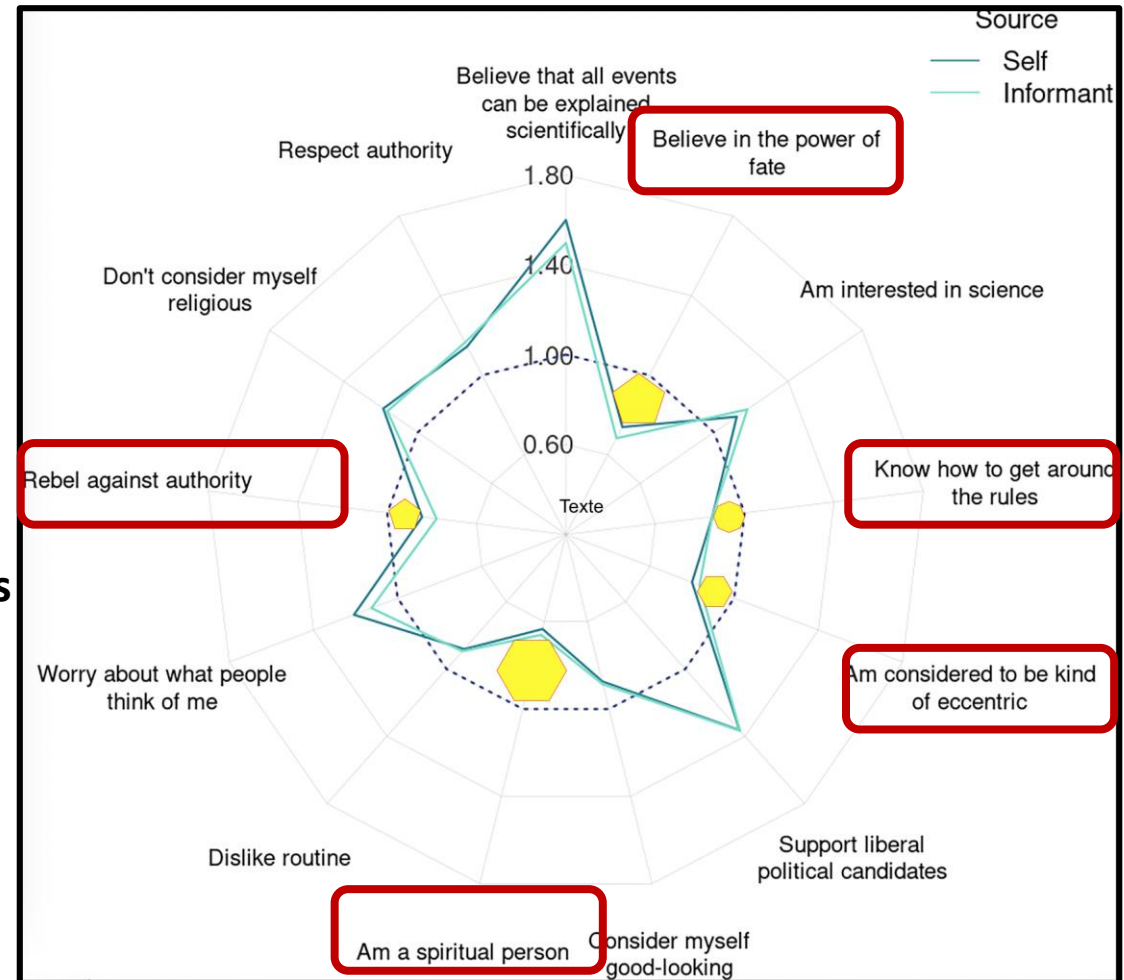 Source
Self
Informant
Believe that all events
can be explained
scientifically
Believe in the power of
fate
Respect authority
1.80
Don't consider myself
religious
Am interested in science
1.40
1.00
0.60
Rebel against authority
Know how to get around
the rules
Texte
s
Worry about what people
think of me
Am considered to be kind
of eccentric
Dislike routine
Support liberal
political candidates
Am a spiritual person
Consider myself
good-looking